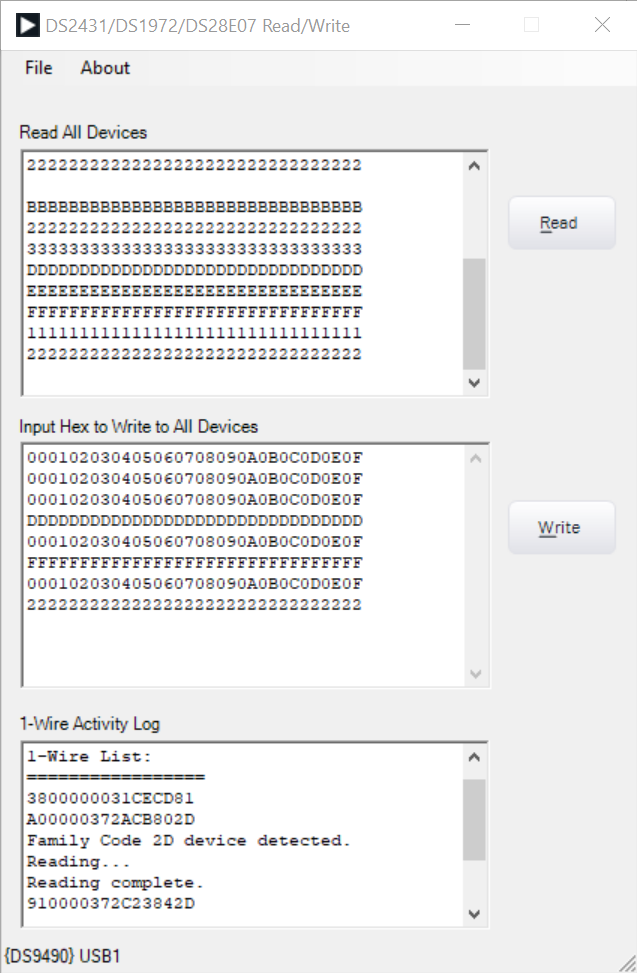 DS2431/DS1972/DS28E07 Read/Write
File About
Read All Devices
22222222222222222222222222222222
BBBBBBBBBBBBBBBBBBBBBBBBBBBBBBBB
22222222222222222222222222222222
33333333333333333333333333333333
DDDDDDDDDDDDDDDDDDDDDDDDDDDDDDDD
EEEEEEEEEEEEEEEEEEEEEEEEEEEEEEEE
FFFFFFFFFFFFFFFFFFFFFFFFFFFFFFFF
11111111111111111111111111111111
22222222222222222222222222222222
Read
Input Hex to Write to All Devices
000102030405060708090A0B0C0D0E0F
000102030405060708090A0B0C0D0E0F
000102030405060708090A0B0C0D0E0F
DDDDDDDDDDDDDDDDDDDDDDDDDDDDDDDD
000102030405060708090A0B0C0D0E0F
FFFFFFFFFFFFFFFFFFFFFFFFFFFFFFFF
000102030405060708090A0B0C0D0E0F
22222222222222222222222222222222
Write
1-Wire Activity Log
1-Wire List:
=================
3800000031CECD81
A00000372ACB802D
Family Code 2D device detected.
Reading...
Reading complete.
910000372C23842D
{DS9490} USB1